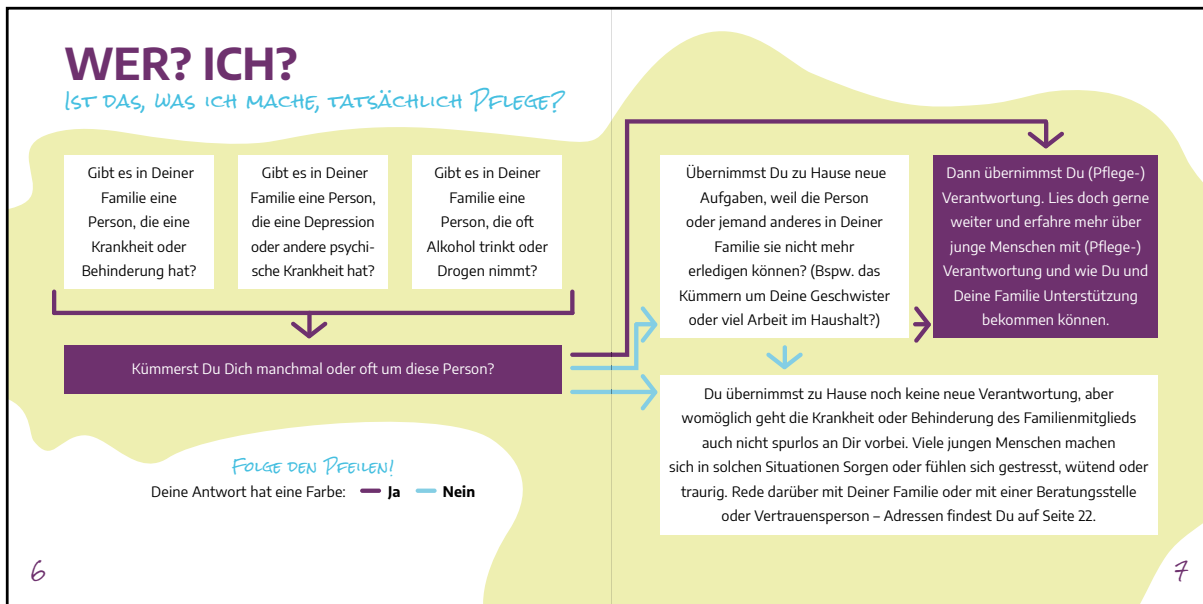 WER? ICH?
IST DAS, WAS ICH MACHE, TATSÄCHLICH PFLEGE?
Gibt es in Deiner
Familie eine
Person, die eine
Krankheit oder
Behinderung hat?
Gibt es in Deiner
Familie eine Person,
die eine Depression
oder andere psychi-
sche Krankheit hat?
Gibt es in Deiner
Familie eine
Person, die oft
Alkohol trinkt oder
Drogen nimmt?
Kümmerst Du Dich manchmal oder oft um diese Person?
FOLGE DEN PFEILEN!
Deine Antwort hat eine Farbe: Ja Nein
6
Übernimmst Du zu Hause neue
Aufgaben, weil die Person
oder jemand anderes in Deiner
Familie sie nicht mehr
erledigen können? (Bspw. das
Kümmern um Deine Geschwister
oder viel Arbeit im Haushalt?)
Dann übernimmst Du (Pflege-)
Verantwortung. Lies doch gerne
weiter und erfahre mehr über
junge Menschen mit (Pflege-)
Verantwortung und wie Du und
Deine Familie Unterstützung
bekommen können.
Du übernimmst zu Hause noch keine neue Verantwortung, aber
womöglich geht die Krankheit oder Behinderung des Familienmitglieds
auch nicht spurlos an Dir vorbei. Viele jungen Menschen machen
sich in solchen Situationen Sorgen oder fühlen sich gestresst, wütend oder
traurig. Rede darüber mit Deiner Familie oder mit einer Beratungsstelle
oder Vertrauensperson – Adressen findest Du auf Seite 22.
7